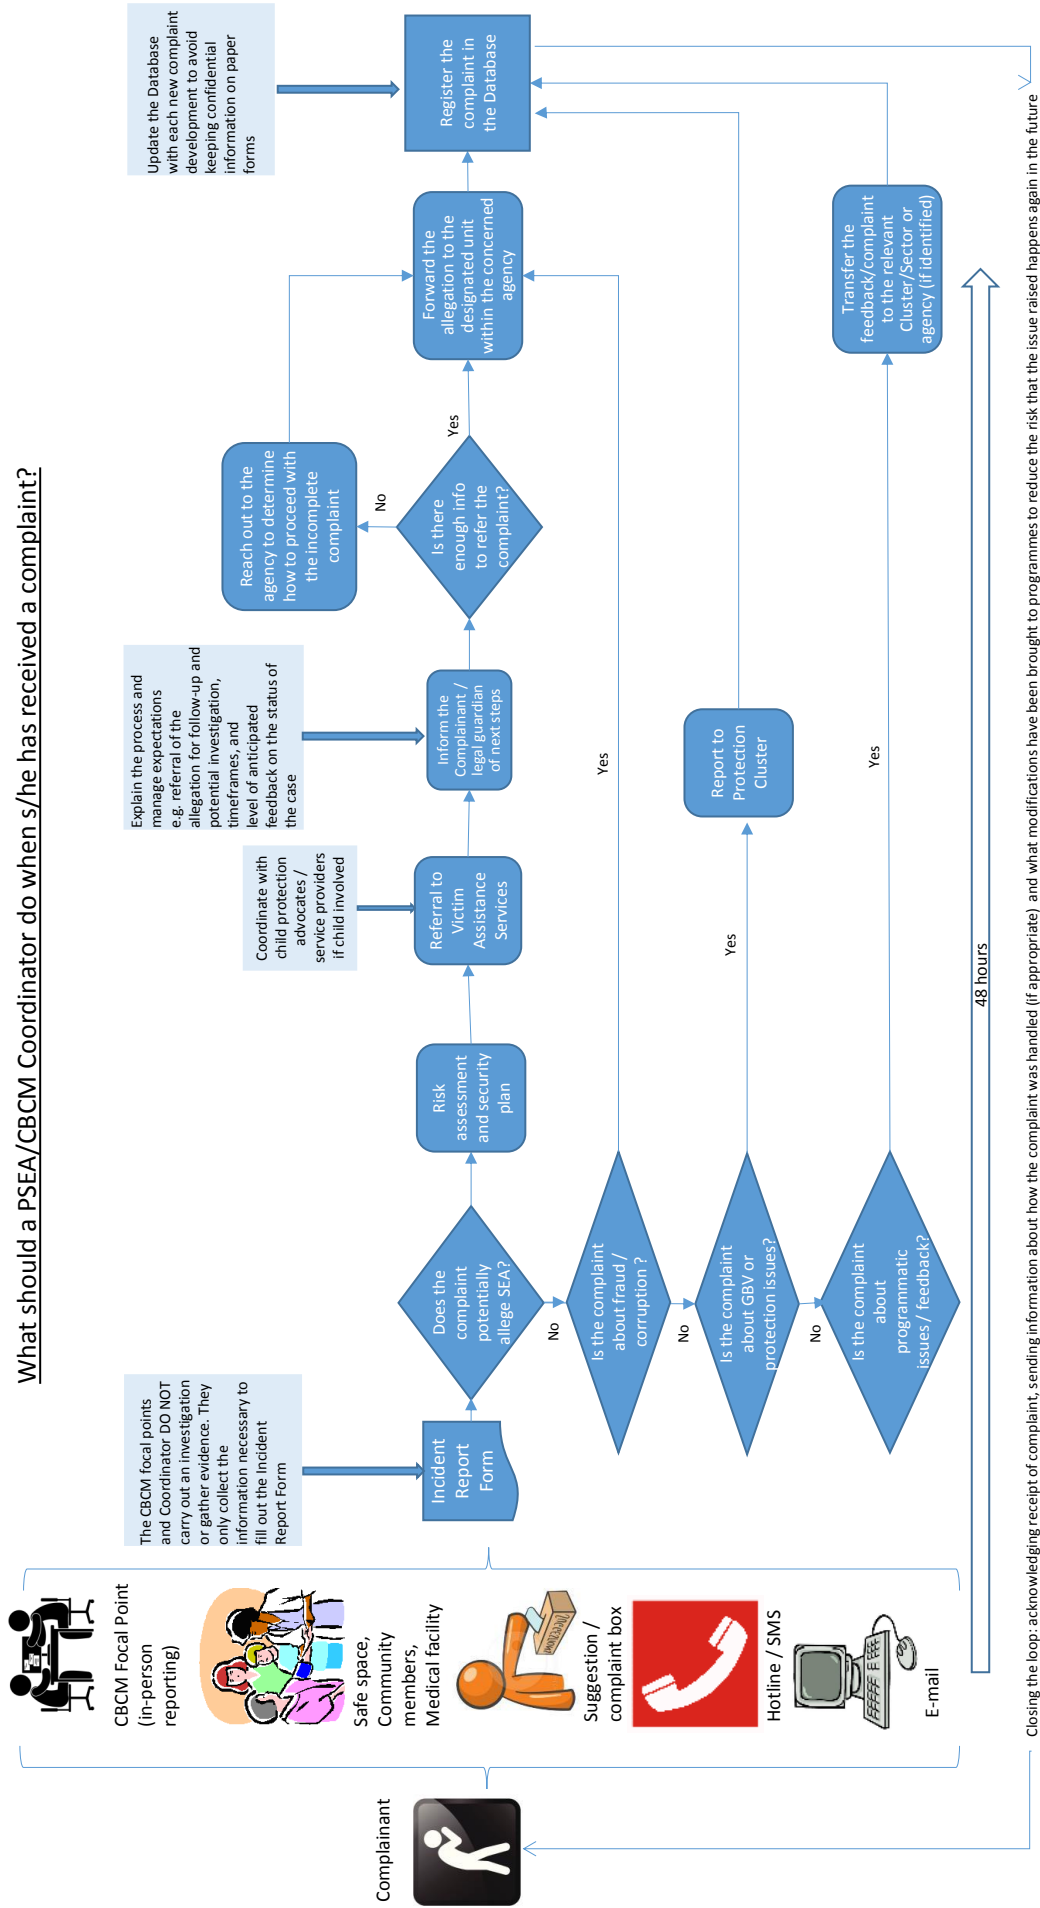 What should a PSEA/CBCM Coordinator do when s/he has received a complaint?
Complainant
CBCM Focal Point
(in-person
reporting)
Safe space,
Community
members,
Medical facility
Suggestion /
complaint box
Hotline / SMS
E-mail
The CBCM focal points
and Coordinator DO NOT
carry out an investigation
or gather evidence. They
only collect the
information necessary to
fill out the Incident
Report Form
Incident
Report
Form
Does the
complaint
potentially
allege SEA?
No
Is the complaint
about fraud /
corruption ?
No
Is the complaint
about GBV or
protection issues?
No
Is the complaint
about
programmatic
issues / feedback?
Risk
assessment
and security
plan
Coordinate with
child protection
advocates /
service providers
if child involved
Referral to
Victim
Assistance
Services
Explain the process and
manage expectations
e.g. referral of the
allegation for follow-up and
potential investigation,
timeframes, and
level of anticipated
feedback on the status of
the case
Inform the
Complainant /
legal guardian
of next steps
Is there
enough info
to refer the
complaint?
No
Yes
Reach out to the
agency to determine
how to proceed with
the incomplete
complaint
Forward the
allegation to the
designated unit
within the concerned
agency
Update the Database
with each new complaint
development to avoid
keeping confidential
information on paper
forms
Register the
complaint in
the Database
Yes
Yes
Report to
Protection
Cluster
Yes
Transfer the
feedback/complaint
to the relevant
Cluster/Sector or
agency (if identified)
48 hours
Closing the loop: acknowledging receipt of complaint, sending information about how the complaint was handled (if appropriate) and what modifications have been brought to programmes to reduce the risk that the issue raised happens again in the future